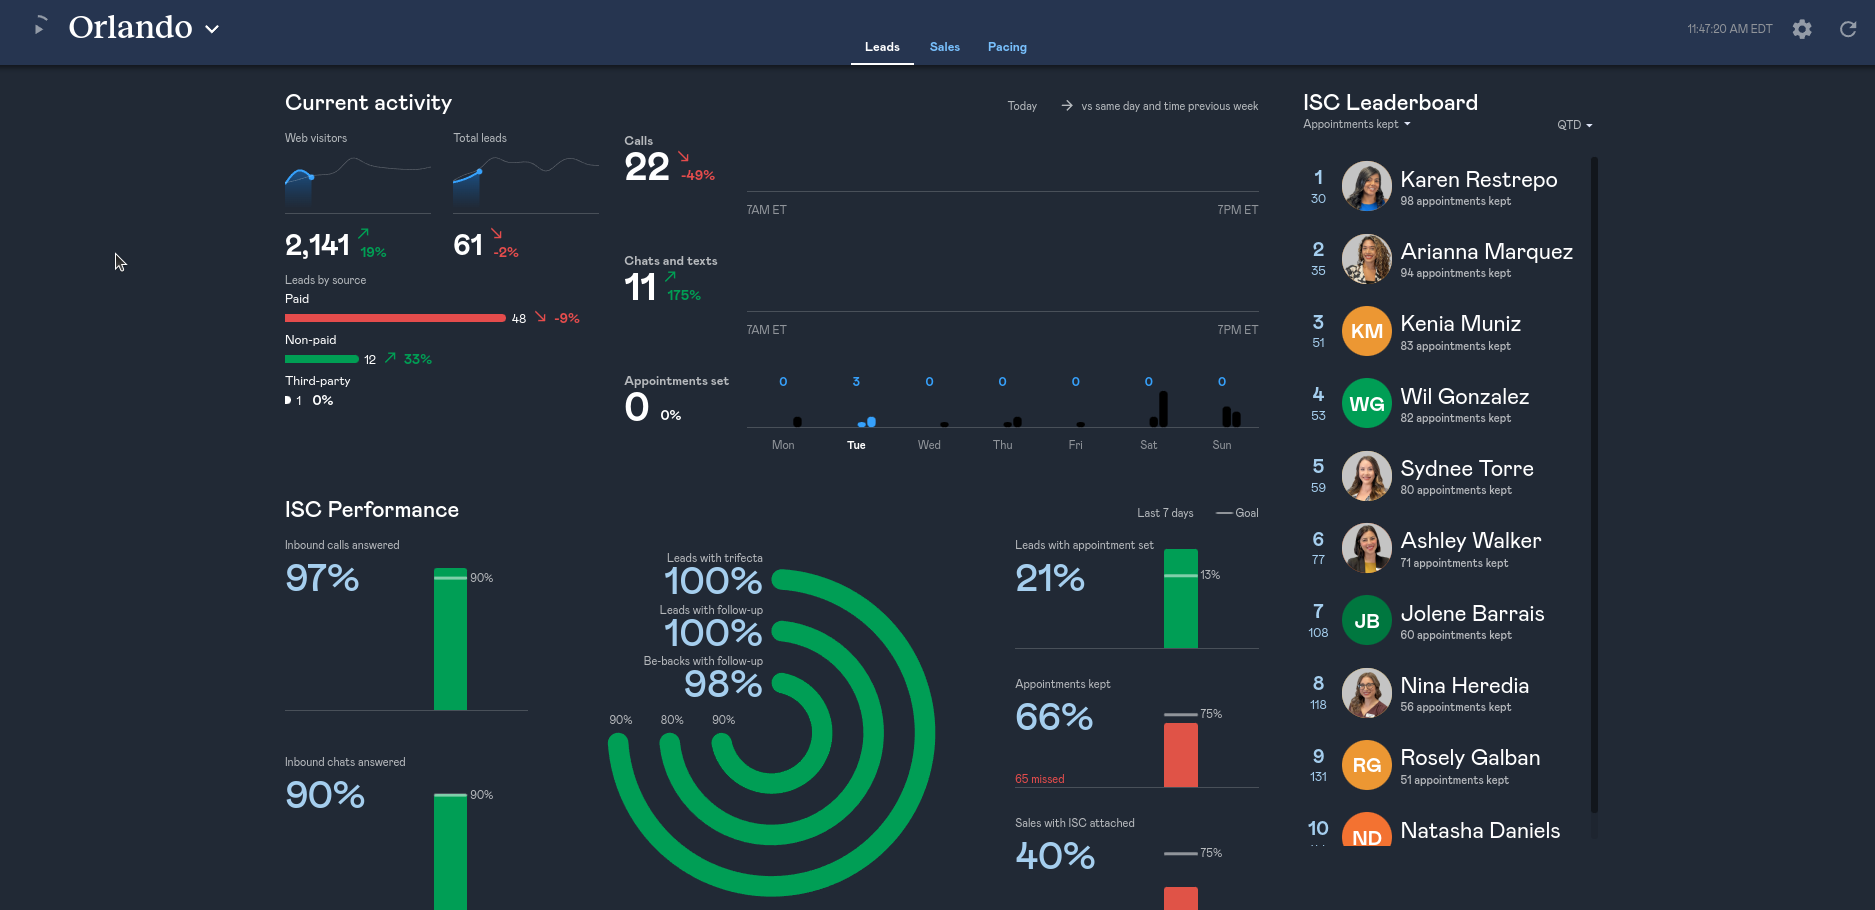 Orlando
11:47:20 AM EDT
Leads Sales Pacing
Current activity
Today vs same day and time previous week
Web visitors
2,141 19%
Total leads
61 -2%
Leads by source
Paid
48 -9%
Non-paid
12 33%
Third-party
1 0%
Calls
22 -49%
7AM ET 7PM ET
Chats and texts
11 175%
7AM ET 7PM ET
Appointments set
0 0%
0 3 0 0 0 0 0
Mon Tue Wed Thu Fri Sat Sun
ISC Performance
Last 7 days Goal
Inbound calls answered
97%
90%
Inbound chats answered
90%
90%
Leads with trifecta
100%
Leads with follow-up
100%
Be-backs with follow-up
98%
90% 80% 90%
Leads with appointment set
21%
13%
Appointments kept
66%
75%
65 missed
Sales with ISC attached
40%
75%
ISC Leaderboard
Appointments kept QTD
1 Karen Restrepo
30 98 appointments kept
2 Arianna Marquez
35 94 appointments kept
3 KM Kenia Muniz
51 83 appointments kept
4 WG Wil Gonzalez
53 82 appointments kept
5 Sydnee Torre
59 80 appointments kept
6 Ashley Walker
77 71 appointments kept
7 JB Jolene Barrais
108 60 appointments kept
8 Nina Heredia
118 56 appointments kept
9 RG Rosely Galban
131 51 appointments kept
10 ND Natasha Daniels